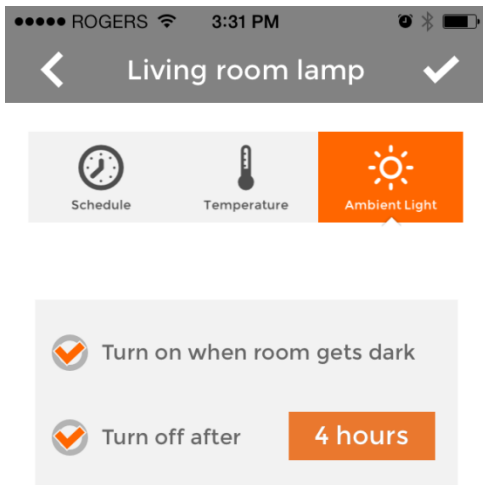 ROGERS 3:31 PM
Living room lamp
Schedule Temperature Ambient Light
Turn on when room gets dark
Turn off after 4 hours